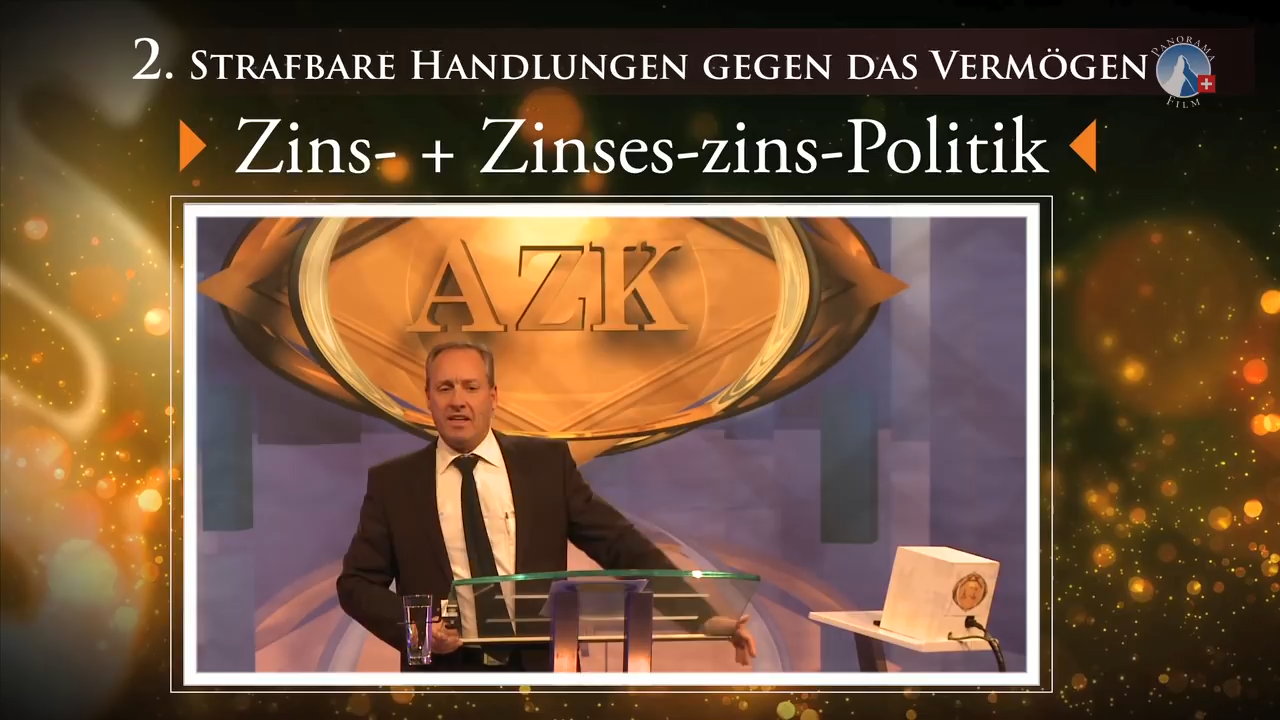 2. STRAFBARE HANDLUNGEN GEGEN DAS VERMÖGEN
PANORAMA
FILM
Zins- + Zinses-zins-Politik
AZK